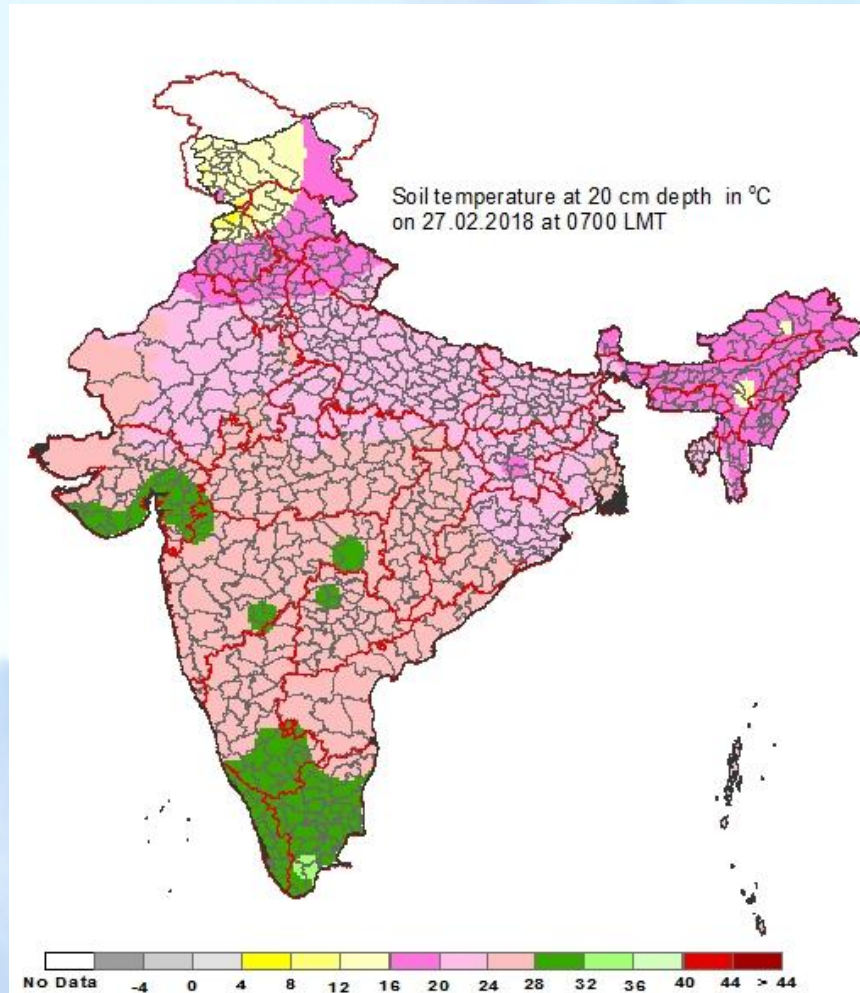 Soil temperature at 20 cm depth in °C
on 27.02.2018 at 0700 LMT
No Data -4 0 4 8 12 16 20 24 28 32 36 40 44 > 44